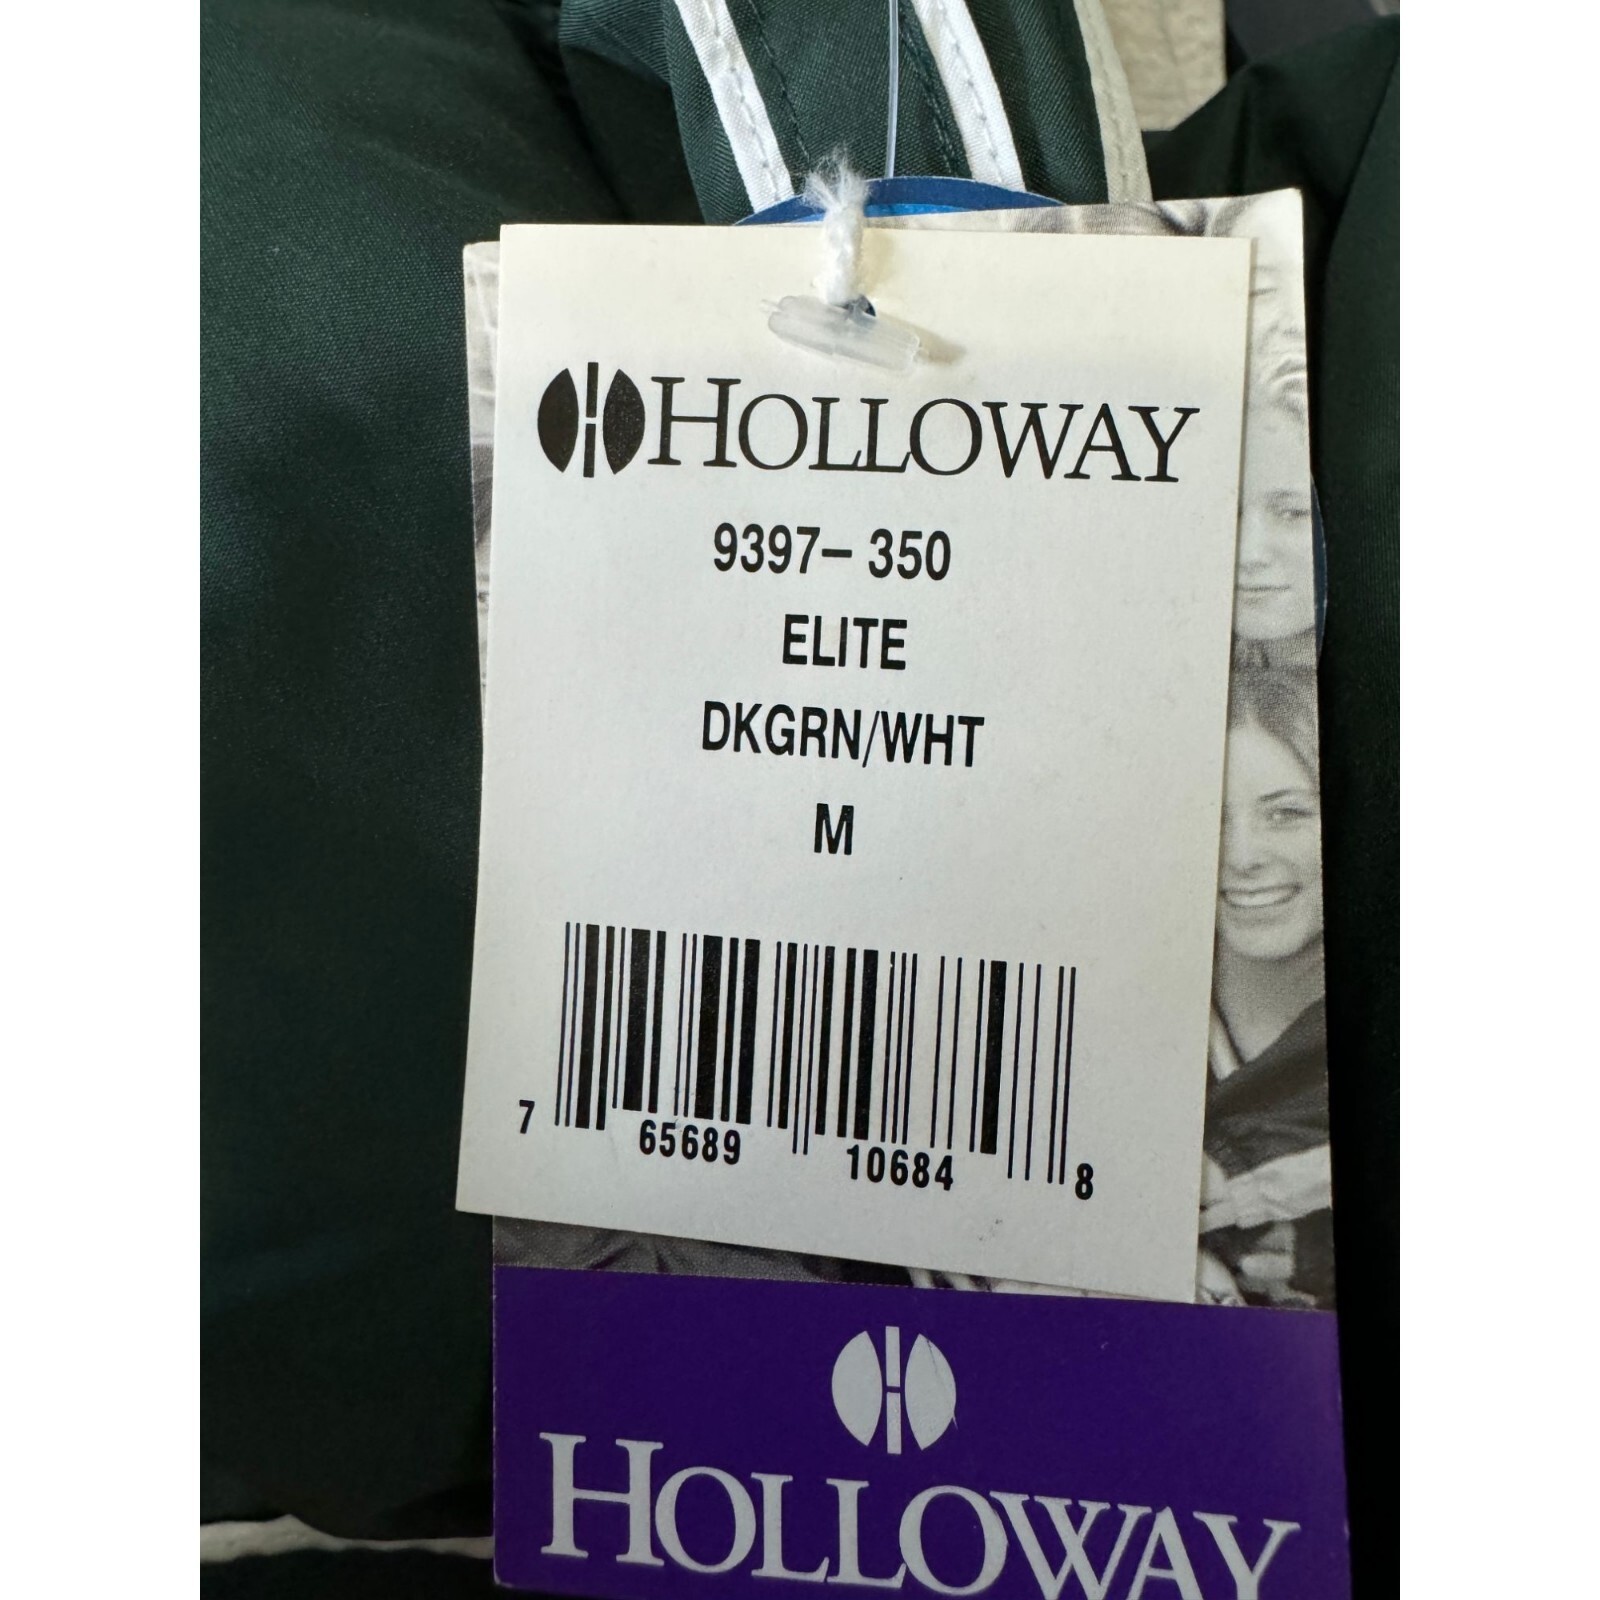 HOLLOWAY
9397- 350
ELITE
DKGRN/WHT
M
7 65689 10684 8
HOLLOWAY